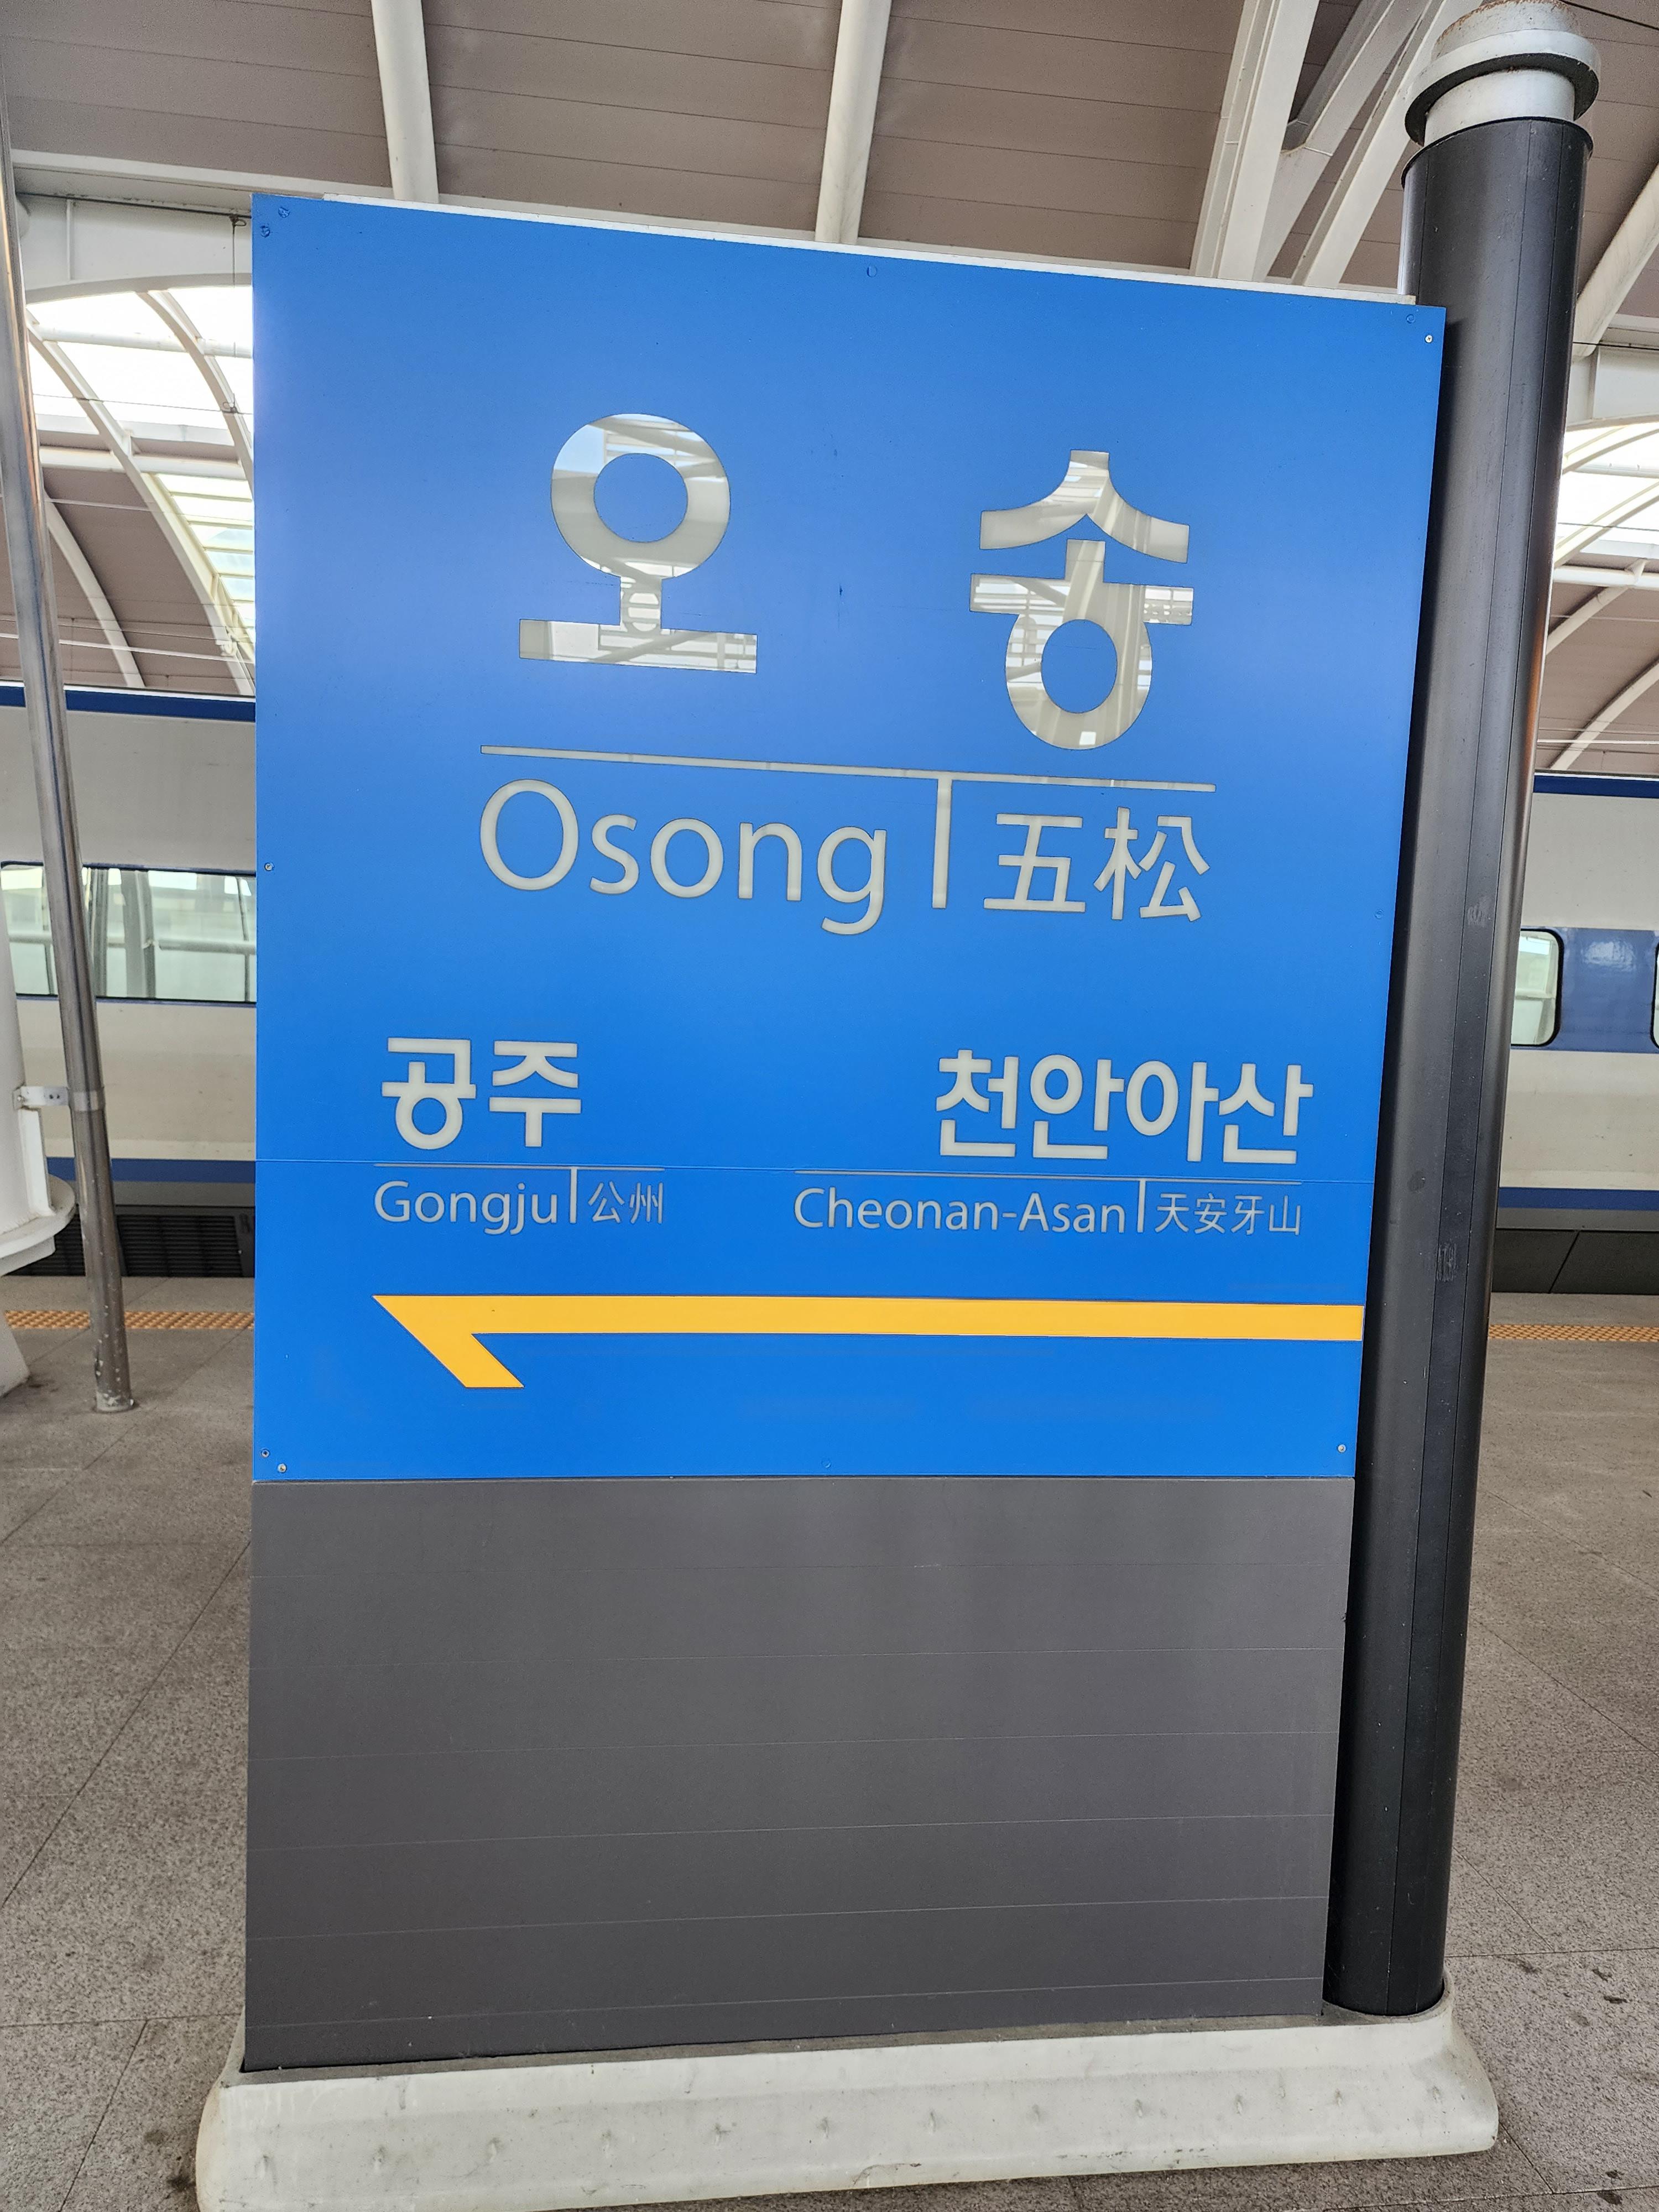 오송
Osong 五松
공주 천안아산
Gongju 公州 Cheonan-Asan 天安牙山